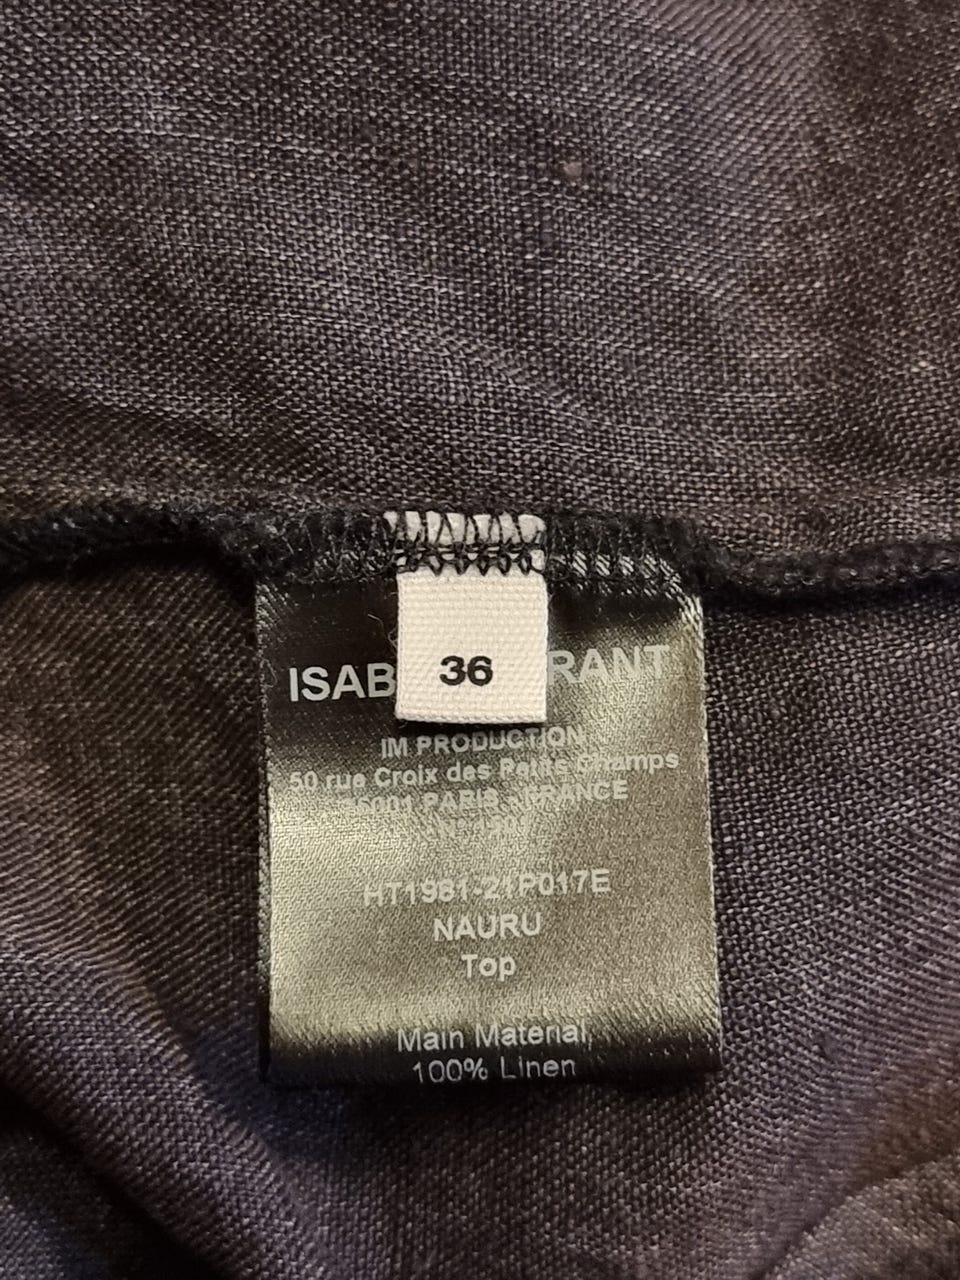 ISAB
36
RANT
IM PRODUCTION
50 rue Croix des Petits Champs
75001 PARIS - FRANCE
HT1981-21P017E
NAURU
Top
Main Material
100% Linen